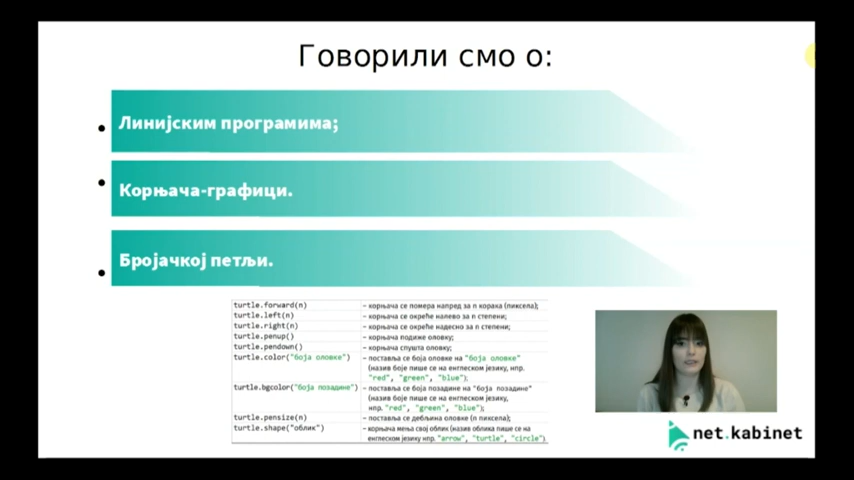 Говорили смо о:
Линијским програмима;
Корњача-графици.
Бројачкој петљи.
turtle.forward(n) – корњача се помера напред за n корака (пиксела);
turtle.left(n) – корњача се окреће налево за n степени;
turtle.right(n) – корњача се окреће надесно за n степени;
turtle.penup() – корњача подиже оловку;
turtle.pendown() – корњача спушта оловку;
turtle.color("боја оловке") – поставља се боја оловке на "боја оловке"
(назив боје пише се на енглеском језику, нпр.
"red", "green", "blue");
turtle.bgcolor("боја позадине") – поставља се боја позадине на "боја позадине"
(назив боје пише се на енглеском језику,
нпр. "red", "green", "blue");
turtle.pensize(n) – поставља се дебљина оловке (n пиксела);
turtle.shape("облик") – корњача мења свој облик (назив облика пише се на
енглеском језику нпр. "arrow", "turtle", "circle")
net.kabinet